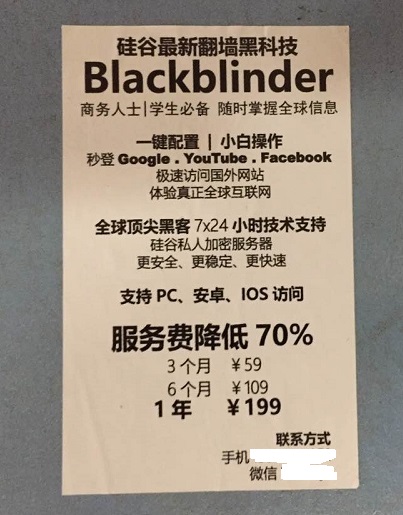 硅谷最新翻墙黑科技
Blackblinder
商务人士|学生必备 随时掌握全球信息
一键配置 | 小白操作
秒登 Google . YouTube . Facebook
极速访问国外网站
体验真正全球互联网
全球顶尖黑客 7x24 小时技术支持
硅谷私人加密服务器
更安全、更稳定、更快速
支持 PC、安卓、IOS 访问
服务费降低 70%
3 个月 ¥59
6 个月 ¥109
1 年 ¥199
联系方式
手机
微信